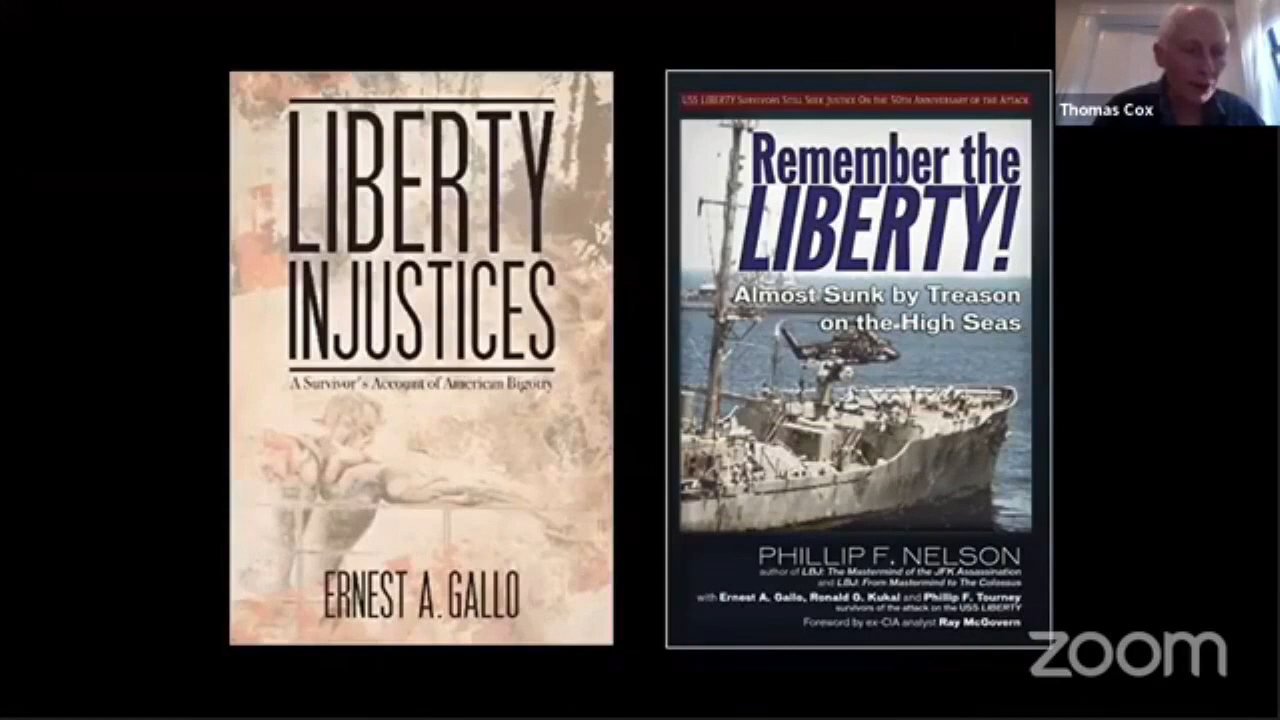 LIBERTY
INJUSTICES
A Survivor's Account of American Bigotry
ERNEST A. GALLO
USS LIBERTY SURVIVORS STILL SEEK JUSTICE ON THE 50TH ANNIVERSARY OF THE ATTACK
Remember the
LIBERTY!
Almost Sunk by Treason
on the High Seas
PHILLIP F. NELSON
author of LBJ: The Mastermind of the JFK Assassination
and LBJ: From Mastermind to The Colossus
with Ernest A. Gallo, Ronald G. Kukal and Phillip F. Tourney
survivors of the attack on the USS LIBERTY
Foreword by ex-CIA analyst Ray McGovern
Thomas Cox
zoom